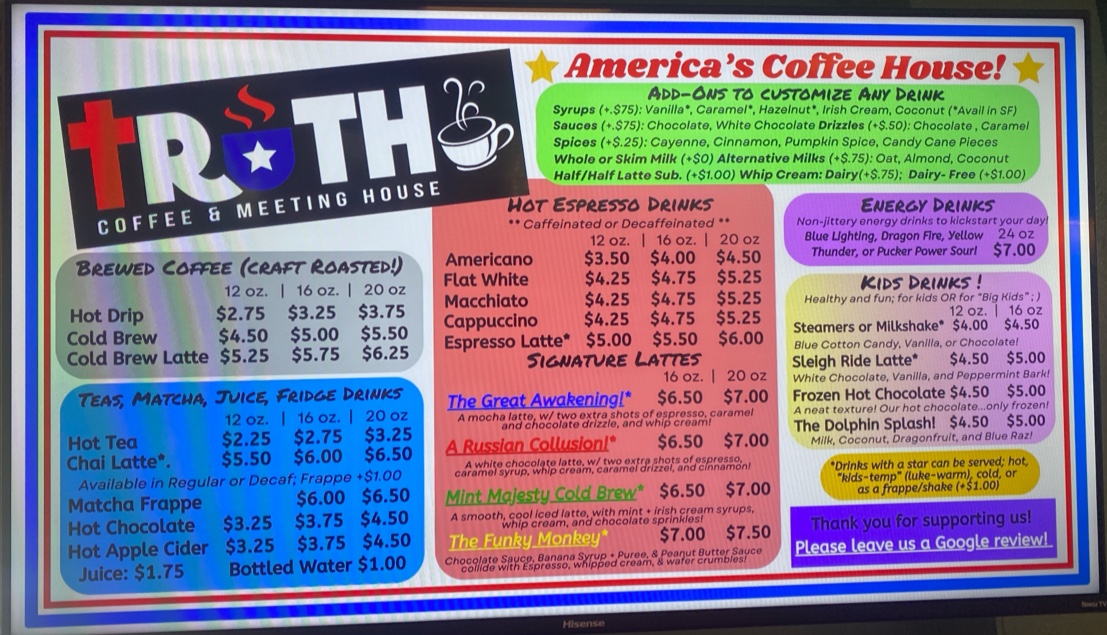 TRUTH
COFFEE & MEETING HOUSE
America's Coffee House!
ADD-ONS TO CUSTOMIZE ANY DRINK
Syrups (+.$75): Vanilla*, Caramel*, Hazelnut*, Irish Cream, Coconut (*Avail in SF)
Sauces (+.$75): Chocolate, White Chocolate Drizzles (+$.50): Chocolate , Caramel
Spices (+$.25): Cayenne, Cinnamon, Pumpkin Spice, Candy Cane Pieces
Whole or Skim Milk (+$0) Alternative Milks (+$.75): Oat, Almond, Coconut
Half/Half Latte Sub. (+$1.00) Whip Cream: Dairy(+$.75); Dairy- Free (+$1.00)
BREWED COFFEE (CRAFT ROASTED!)
12 oz. | 16 oz. | 20 oz
Hot Drip $2.75 $3.25 $3.75
Cold Brew $4.50 $5.00 $5.50
Cold Brew Latte $5.25 $5.75 $6.25
TEAS, MATCHA, JUICE, FRIDGE DRINKS
12 oz. | 16 oz. | 20 oz
Hot Tea $2.25 $2.75 $3.25
Chai Latte*. $5.50 $6.00 $6.50
Available in Regular or Decaf; Frappe +$1.00
Matcha Frappe $6.00 $6.50
Hot Chocolate $3.25 $3.75 $4.50
Hot Apple Cider $3.25 $3.75 $4.50
Juice: $1.75 Bottled Water $1.00
HOT ESPRESSO DRINKS
** Caffeinated or Decaffeinated **
12 oz. | 16 oz. | 20 oz
Americano $3.50 $4.00 $4.50
Flat White $4.25 $4.75 $5.25
Macchiato $4.25 $4.75 $5.25
Cappuccino $4.25 $4.75 $5.25
Espresso Latte* $5.00 $5.50 $6.00
SIGNATURE LATTES
16 oz. | 20 oz
The Great Awakening!* $6.50 $7.00
A mocha latte, w/ two extra shots of espresso, caramel
and chocolate drizzle, and whip cream!
A Russian Collusion!* $6.50 $7.00
A white chocolate latte, w/ two extra shots of espresso,
caramel syrup, whip cream, caramel drizzel, and cinnamon!
Mint Majesty Cold Brew* $6.50 $7.00
A smooth, cool iced latte, with mint + irish cream syrups,
whip cream, and chocolate sprinkles!
The Funky Monkey* $7.00 $7.50
Chocolate Sauce, Banana Syrup + Puree, & Peanut Butter Sauce
collide with Espresso, whipped cream, & wafer crumbles!
ENERGY DRINKS
Non-jittery energy drinks to kickstart your day!
Blue Lighting, Dragon Fire, Yellow 24 oz
Thunder, or Pucker Power Sour! $7.00
KIDS DRINKS !
Healthy and fun; for kids OR for "Big Kids" ; )
12 oz. | 16 oz
Steamers or Milkshake* $4.00 $4.50
Blue Cotton Candy, Vanilla, or Chocolate!
Sleigh Ride Latte* $4.50 $5.00
White Chocolate, Vanilla, and Peppermint Bark!
Frozen Hot Chocolate $4.50 $5.00
A neat texture! Our hot chocolate...only frozen!
The Dolphin Splash! $4.50 $5.00
Milk, Coconut, Dragonfruit, and Blue Raz!
*Drinks with a star can be served; hot,
"kids-temp" (luke-warm), cold, or
as a frappe/shake (+$1.00)
Thank you for supporting us!
Please leave us a Google review!
Hisense
Roku TV